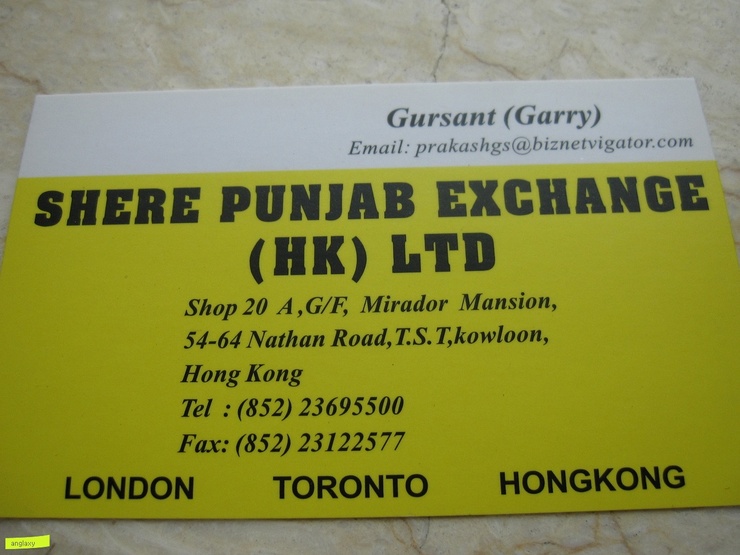 Gursant (Garry)
Email: prakashgs@biznetvigator.com
SHERE PUNJAB EXCHANGE
(HK) LTD
Shop 20 A ,G/F, Mirador Mansion,
54-64 Nathan Road,T.S.T,kowloon,
Hong Kong
Tel : (852) 23695500
Fax: (852) 23122577
LONDON TORONTO HONGKONG
anglaxy